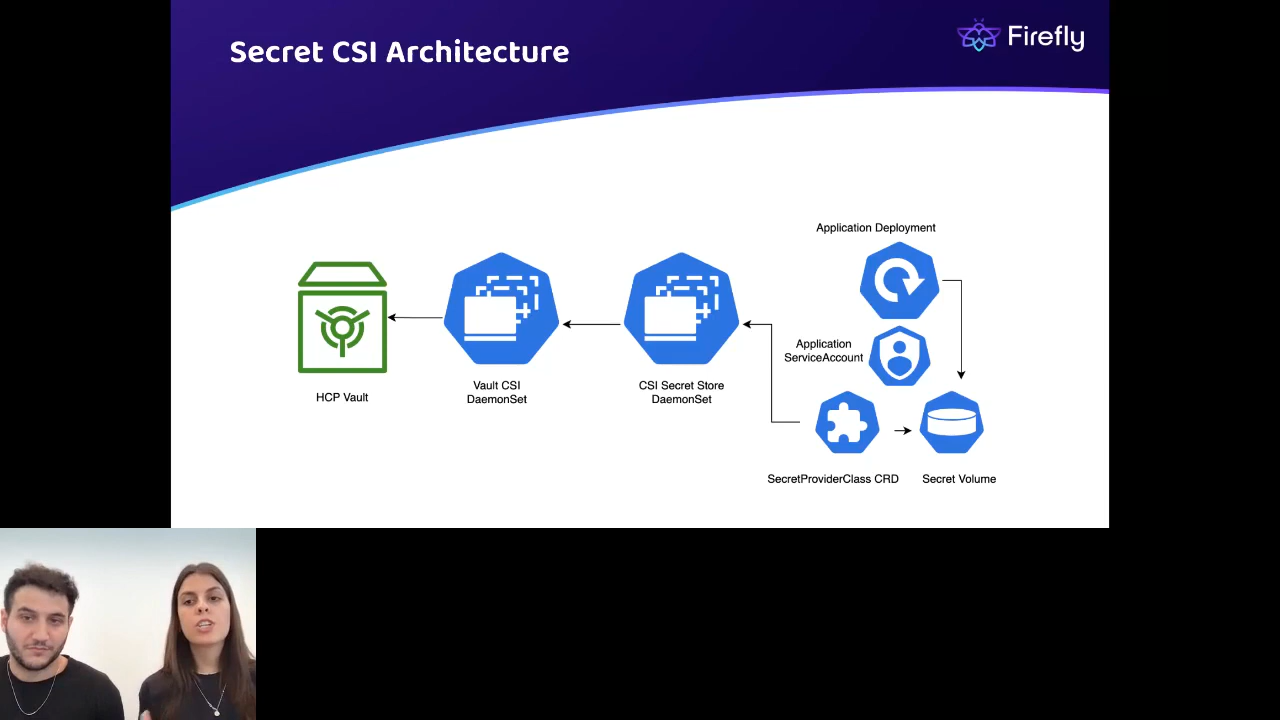 Secret CSI Architecture
Firefly
Application Deployment
Application
ServiceAccount
HCP Vault
Vault CSI
DaemonSet
CSI Secret Store
DaemonSet
SecretProviderClass CRD
Secret Volume